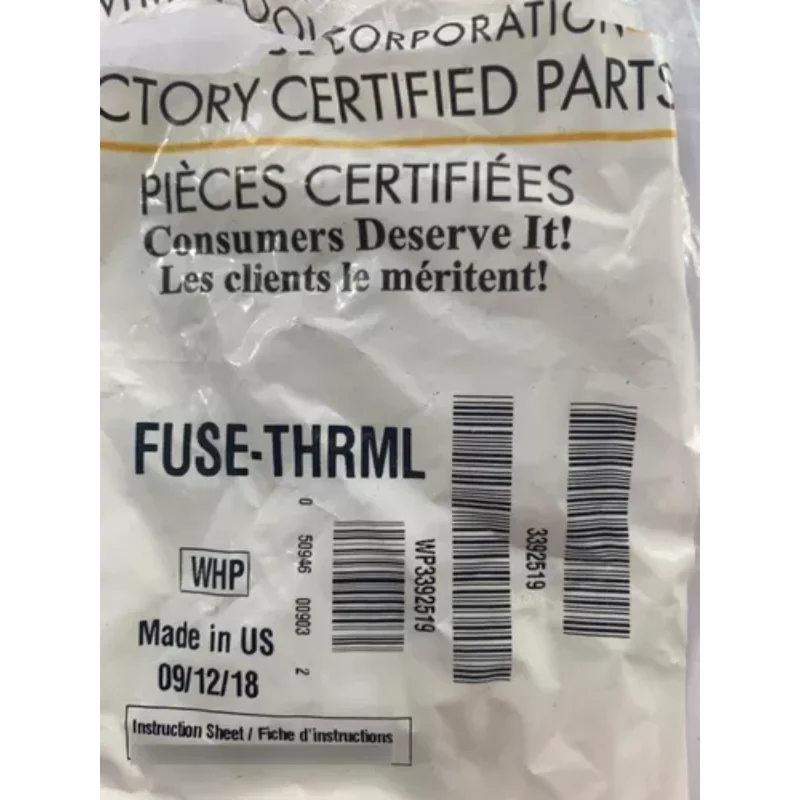 CORPORATION
CTORY CERTIFIED PARTS
PIÈCES CERTIFIÉES
Consumers Deserve It!
Les clients le méritent!
FUSE-THRML
0 50946 00903 2
WP3392519
3392519
WHP
Made in US
09/12/18
Instruction Sheet / Fiche d'instructions